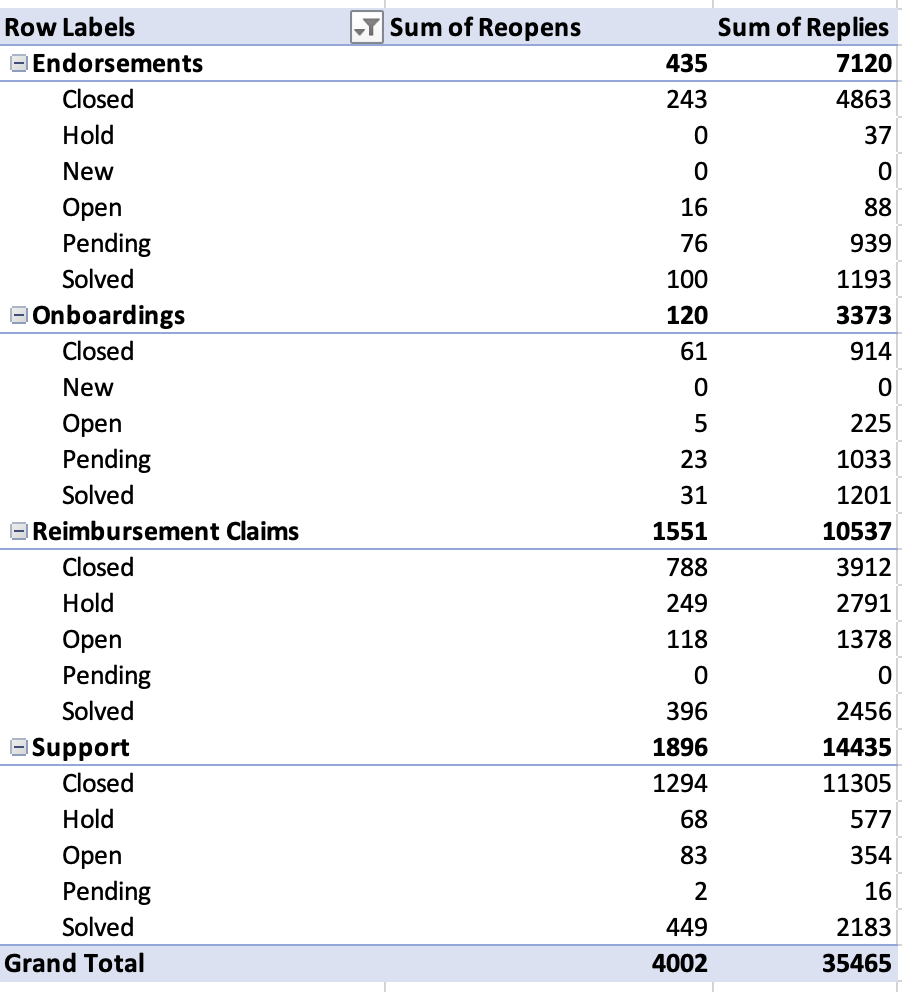 Row Labels Sum of Reopens Sum of Replies
Endorsements 435 7120
Closed 243 4863
Hold 0 37
New 0 0
Open 16 88
Pending 76 939
Solved 100 1193
Onboardings 120 3373
Closed 61 914
New 0 0
Open 5 225
Pending 23 1033
Solved 31 1201
Reimbursement Claims 1551 10537
Closed 788 3912
Hold 249 2791
Open 118 1378
Pending 0 0
Solved 396 2456
Support 1896 14435
Closed 1294 11305
Hold 68 577
Open 83 354
Pending 2 16
Solved 449 2183
Grand Total 4002 35465